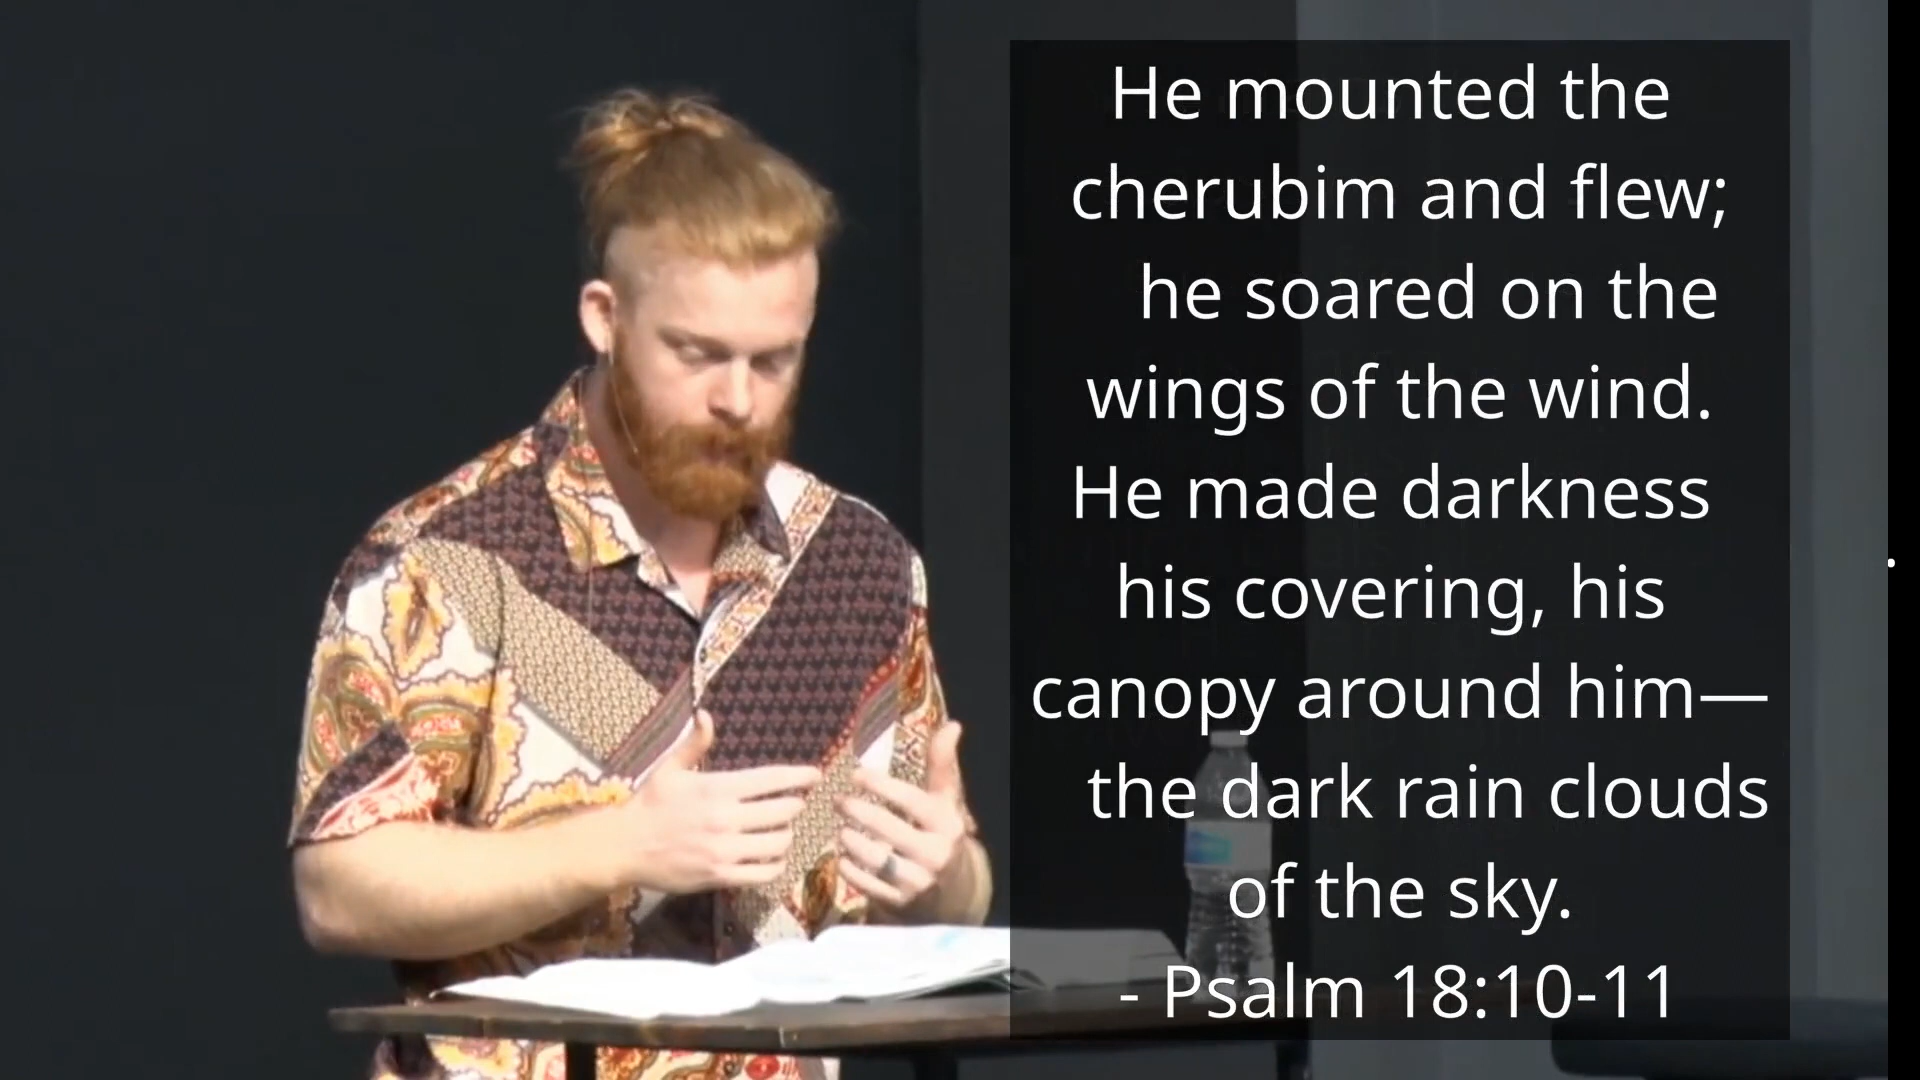 He mounted the
cherubim and flew;
he soared on the
wings of the wind.
He made darkness
his covering, his
canopy around him—
the dark rain clouds
of the sky.
- Psalm 18:10-11
.